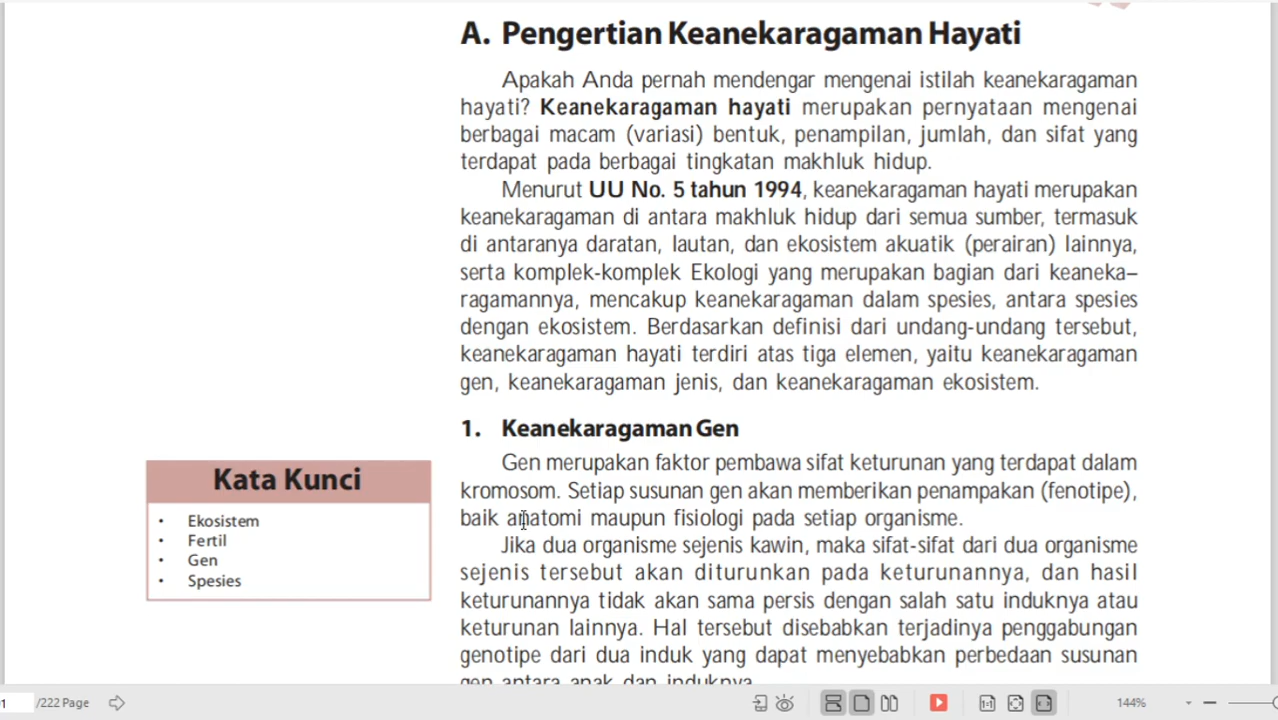 A. Pengertian Keanekaragaman Hayati
Apakah Anda pernah mendengar mengenai istilah keanekaragaman
hayati? Keanekaragaman hayati merupakan pernyataan mengenai
berbagai macam (variasi) bentuk, penampilan, jumlah, dan sifat yang
terdapat pada berbagai tingkatan makhluk hidup.
Menurut UU No. 5 tahun 1994, keanekaragaman hayati merupakan
keanekaragaman di antara makhluk hidup dari semua sumber, termasuk
di antaranya daratan, lautan, dan ekosistem akuatik (perairan) lainnya,
serta komplek-komplek Ekologi yang merupakan bagian dari keaneka–
ragamannya, mencakup keanekaragaman dalam spesies, antara spesies
dengan ekosistem. Berdasarkan definisi dari undang-undang tersebut,
keanekaragaman hayati terdiri atas tiga elemen, yaitu keanekaragaman
gen, keanekaragaman jenis, dan keanekaragaman ekosistem.
1. Keanekaragaman Gen
Gen merupakan faktor pembawa sifat keturunan yang terdapat dalam
kromosom. Setiap susunan gen akan memberikan penampakan (fenotipe),
baik anatomi maupun fisiologi pada setiap organisme.
Jika dua organisme sejenis kawin, maka sifat-sifat dari dua organisme
sejenis tersebut akan diturunkan pada keturunannya, dan hasil
keturunannya tidak akan sama persis dengan salah satu induknya atau
keturunan lainnya. Hal tersebut disebabkan terjadinya penggabungan
genotipe dari dua induk yang dapat menyebabkan perbedaan susunan
gen antara anak dan induknya.
Kata Kunci
• Ekosistem
• Fertil
• Gen
• Spesies
/222 Page
1:1
144%